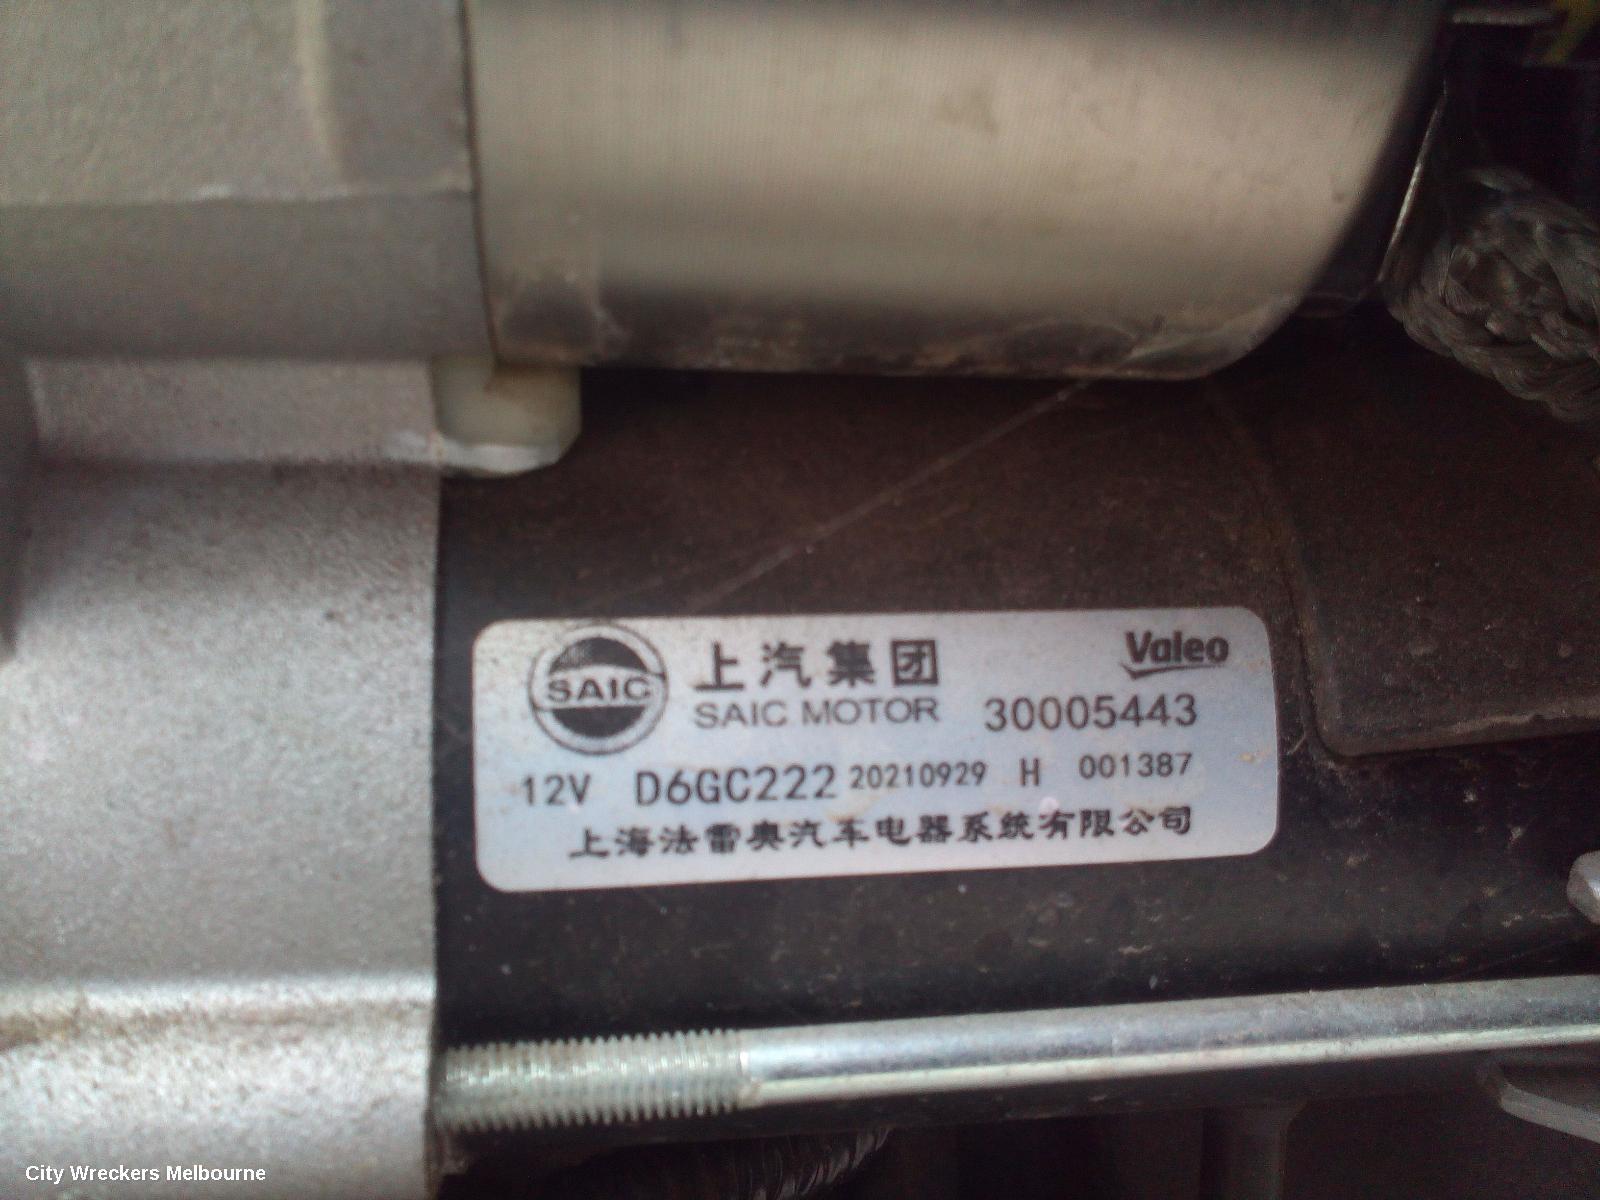 SAIC
上汽集团
Valeo
SAIC MOTOR 30005443
12V D6GC222 20210929 H 001387
上海法雷奥汽车电器系统有限公司
City Wreckers Melbourne